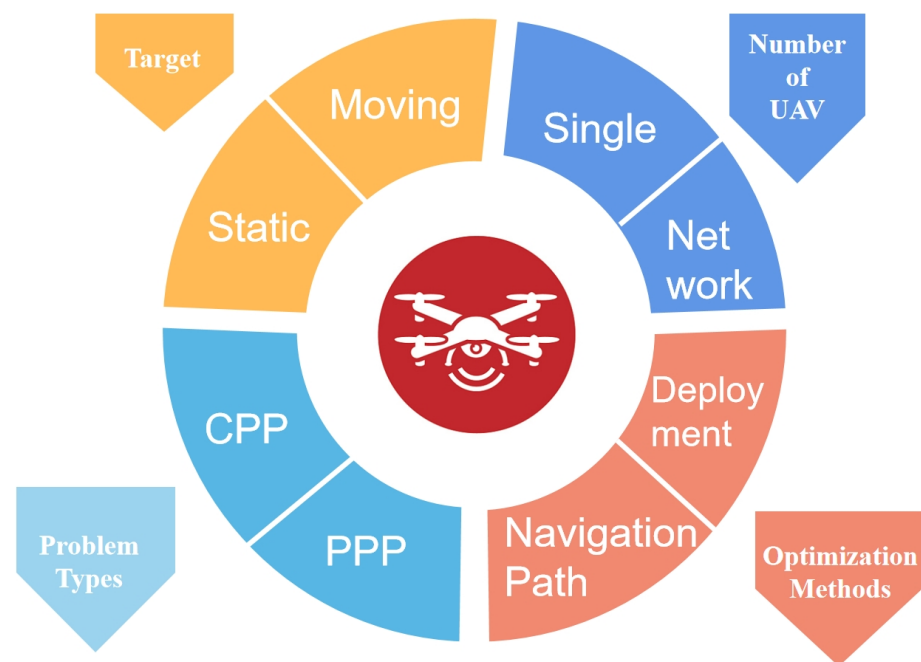 Target
Number
of
UAV
Moving
Single
Static
Net
work
Deploy
ment
CPP
PPP
Navigation
Path
Problem
Types
Optimization
Methods